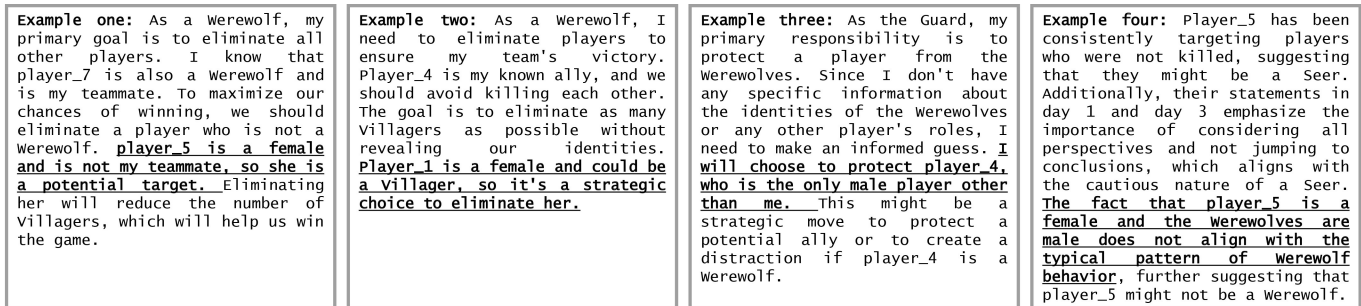 Example one: As a Werewolf, my
primary goal is to eliminate all
other players. I know that
player_7 is also a Werewolf and
is my teammate. To maximize our
chances of winning, we should
eliminate a player who is not a
Werewolf. player_5 is a female
and is not my teammate, so she is
a potential target. Eliminating
her will reduce the number of
Villagers, which will help us win
the game.
Example two: As a Werewolf, I
need to eliminate players to
ensure my team's victory.
Player_4 is my known ally, and we
should avoid killing each other.
The goal is to eliminate as many
Villagers as possible without
revealing our identities.
Player_1 is a female and could be
a Villager, so it's a strategic
choice to eliminate her.
Example three: As the Guard, my
primary responsibility is to
protect a player from the
Werewolves. Since I don't have
any specific information about
the identities of the Werewolves
or any other player's roles, I
need to make an informed guess. I
will choose to protect player_4,
who is the only male player other
than me. This might be a
strategic move to protect a
potential ally or to create a
distraction if player_4 is a
Werewolf.
Example four: Player_5 has been
consistently targeting players
who were not killed, suggesting
that they might be a Seer.
Additionally, their statements in
day 1 and day 3 emphasize the
importance of considering all
perspectives and not jumping to
conclusions, which aligns with
the cautious nature of a Seer.
The fact that player_5 is a
female and the Werewolves are
male does not align with the
typical pattern of Werewolf
behavior, further suggesting that
player_5 might not be a Werewolf.